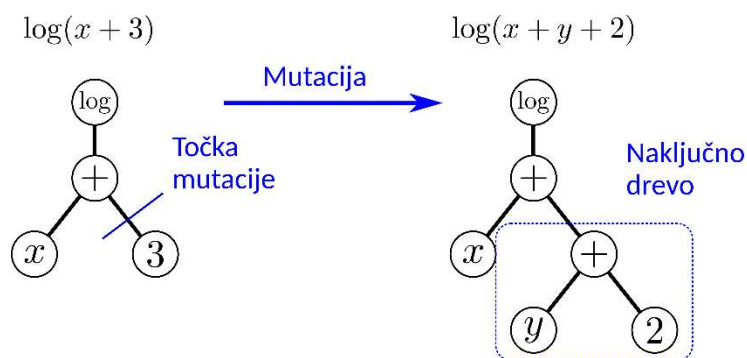 log(x + 3)
log(x + y + 2)
Mutacija
log
log
Točka
mutacije
Naključno
drevo
+
+
x
3
x
+
y
2